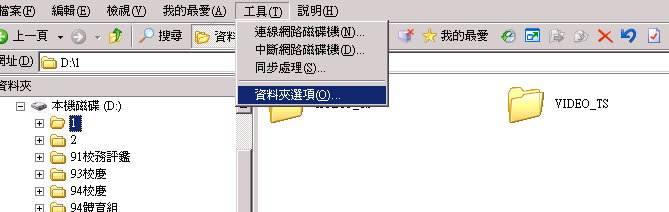 檔案(F) 編輯(E) 檢視(V) 我的最愛(A) 工具(T) 說明(H)
上一頁 搜尋 資料 我的最愛
網址(D) D:\1
資料夾
連線網路磁碟機(N)...
中斷網路磁碟機(D)...
同步處理(S)...
資料夾選項(O)...
本機磁碟 (D:)
1
2
91校務評鑑
93校慶
94校慶
94體育組
VIDEO_TS